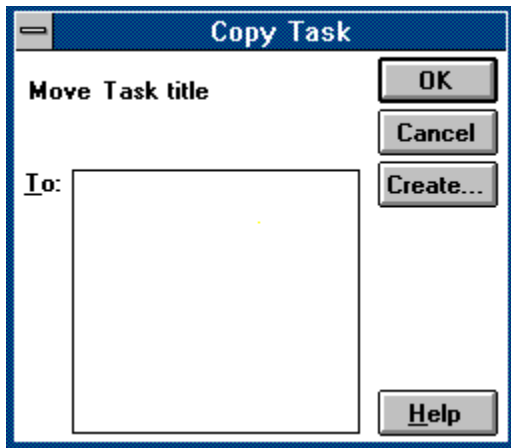 Copy Task
Move Task title
OK
Cancel
To:
Create...
Help